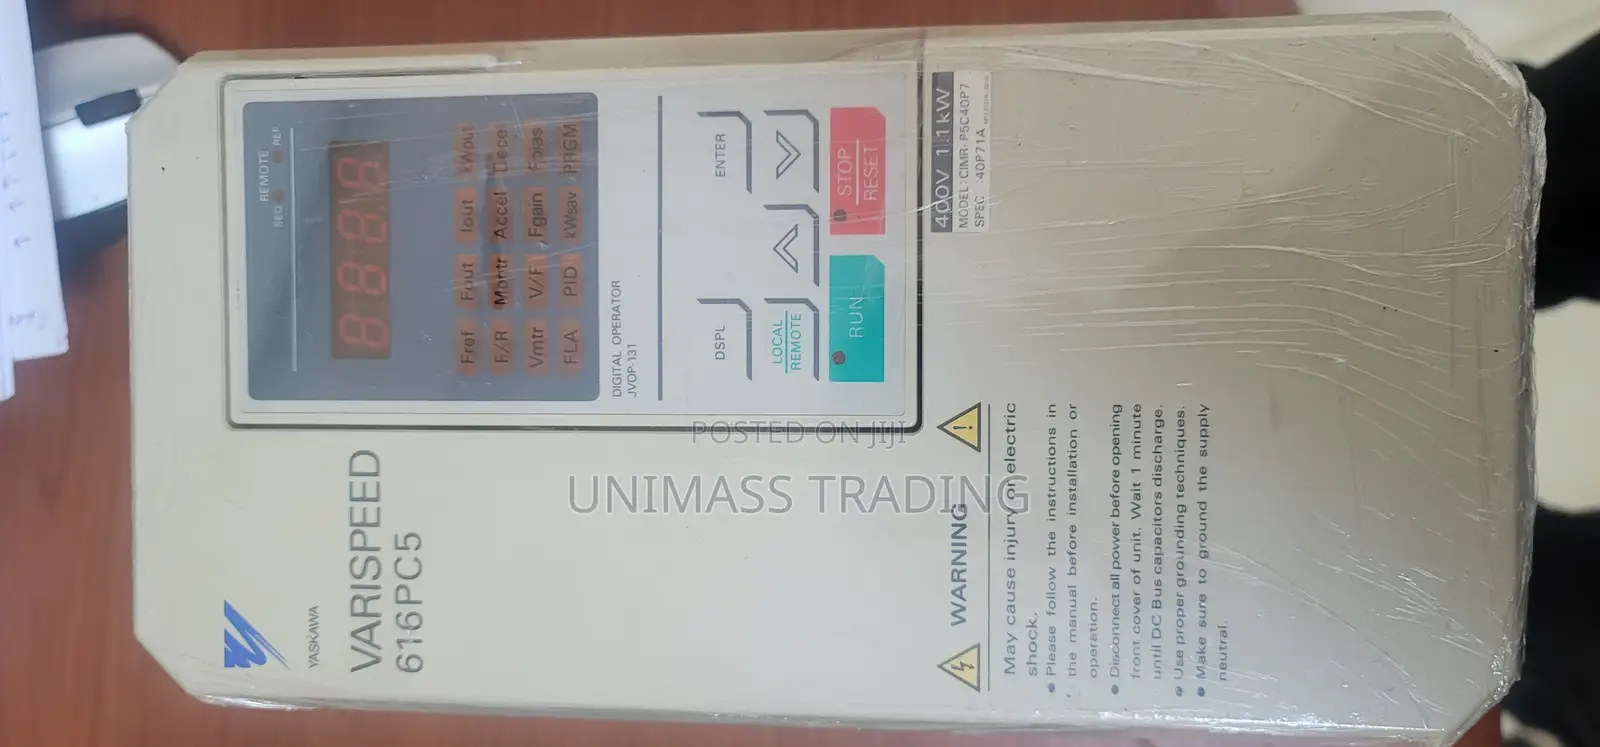 YASKAWA
VARISPEED
616PC5
REMOTE
SEQ REF
8.8.8.8
Fref Fout Iout kWout
F/R Montr Accel Decel
Vmtr V/F Fgain Fbias
FLA PID kWsav PRGM
DIGITAL OPERATOR
JVOP-131
DSPL
ENTER
LOCAL
REMOTE
RUN
STOP
RESET
400V 1.1kW
MODEL :CIMR-P5C40P7
SPEC :40P71A
WARNING
May cause injury or electric
shock.
● Please follow the instructions in
the manual before installation or
operation.
● Disconnect all power before opening
front cover of unit. Wait 1 minute
until DC Bus capacitors discharge.
● Use proper grounding techniques.
● Make sure to ground the supply
neutral.
POSTED ON JIJI
UNIMASS TRADING